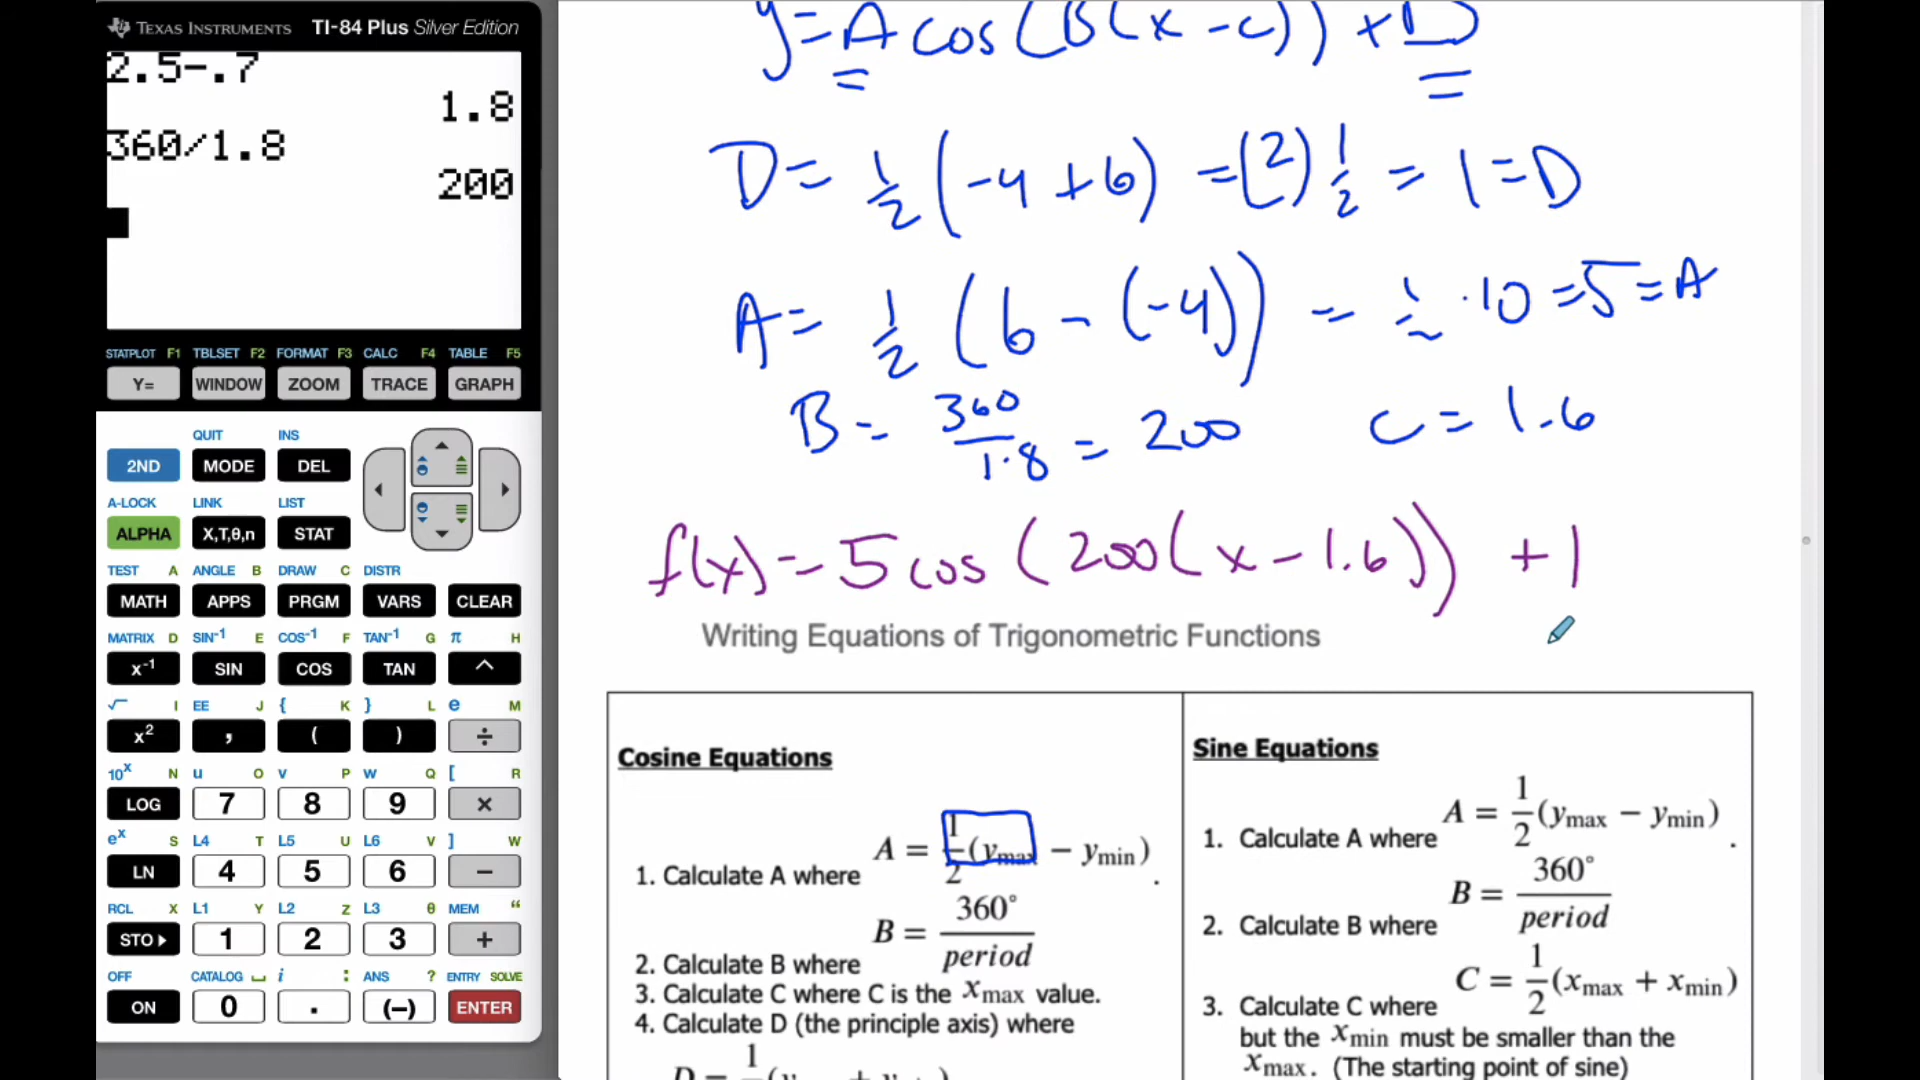 TEXAS INSTRUMENTS TI-84 Plus Silver Edition
2.5-.7
1.8
360/1.8
200
STATPLOT F1 TBLSET F2 FORMAT F3 CALC F4 TABLE F5
Y= WINDOW ZOOM TRACE GRAPH
QUIT INS
2ND MODE DEL
A-LOCK LINK LIST
ALPHA X,T,θ,n STAT
TEST A ANGLE B DRAW C DISTR
MATH APPS PRGM VARS CLEAR
MATRIX D SIN⁻¹ E COS⁻¹ F TAN⁻¹ G π H
x⁻¹ SIN COS TAN ^
√ I EE J { K } L e M
x² , ( ) ÷
10ˣ N u O v P w Q [ R
LOG 7 8 9 ×
eˣ S L4 T L5 U L6 V ] W
LN 4 5 6 −
RCL X L1 Y L2 Z L3 θ MEM “
STO▶ 1 2 3 +
OFF CATALOG ⎵ i : ANS ? ENTRY SOLVE
ON 0 . (−) ENTER
y = A cos(B(x - c)) + D
D = 1/2 (-4 + 6) = (2) 1/2 = 1 = D
A = 1/2 (6 - (-4)) = 1/2 · 10 = 5 = A
B = 360/1.8 = 200 C = 1.6
f(x) = 5 cos (200(x - 1.6)) + 1
Writing Equations of Trigonometric Functions
Cosine Equations
1. Calculate A where A = 1/2 (yₘₐₓ − yₘᵢₙ) .
2. Calculate B where B = 360°/period
3. Calculate C where C is the xₘₐₓ value.
4. Calculate D (the principle axis) where
Sine Equations
1. Calculate A where A = 1/2 (yₘₐₓ − yₘᵢₙ) .
2. Calculate B where B = 360°/period
3. Calculate C where C = 1/2 (xₘₐₓ + xₘᵢₙ)
but the xₘᵢₙ must be smaller than the
xₘₐₓ. (The starting point of sine)